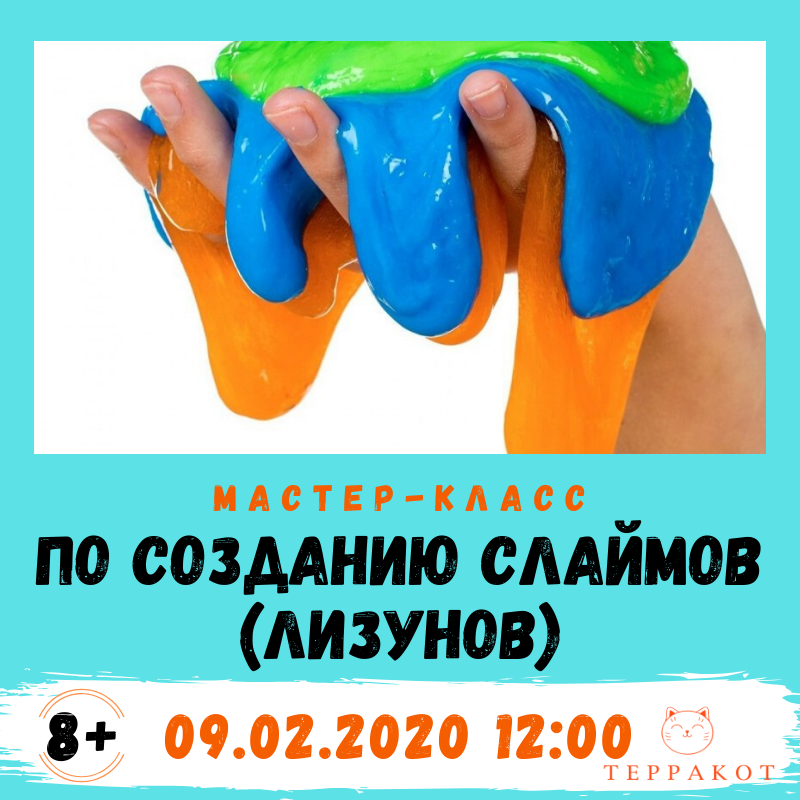 МАСТЕР-КЛАСС
ПО СОЗДАНИЮ СЛАЙМОВ
(ЛИЗУНОВ)
8+ 09.02.2020 12:00
ТЕРРАКОТ